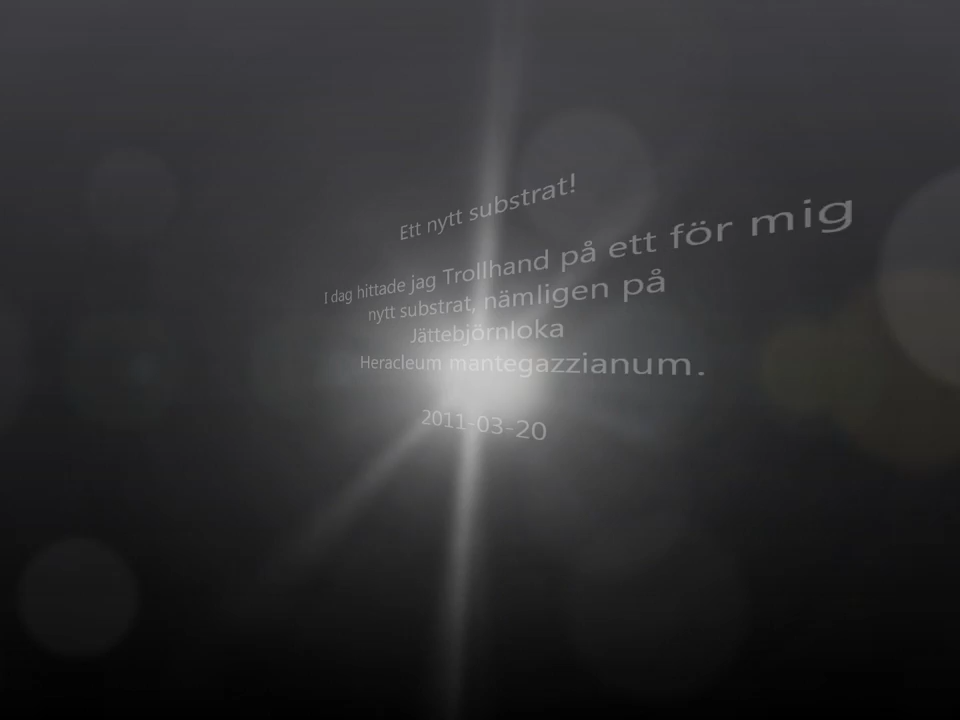 Ett nytt substrat!
I dag hittade jag Trollhand på ett för mig
nytt substrat, nämligen på
Jättebjörnloka
Heracleum mantegazzianum.
2011-03-20